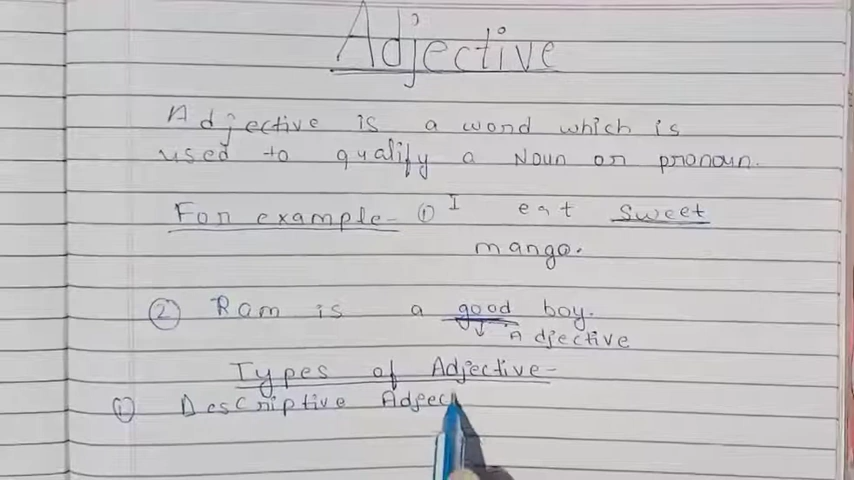 Adjective
Adjective is a word which is
used to qualify a Noun or pronoun.
For example- ① I eat sweet
mango.
② Ram is a good boy.
Adjective
Types of Adjective-
① Descriptive Adjec